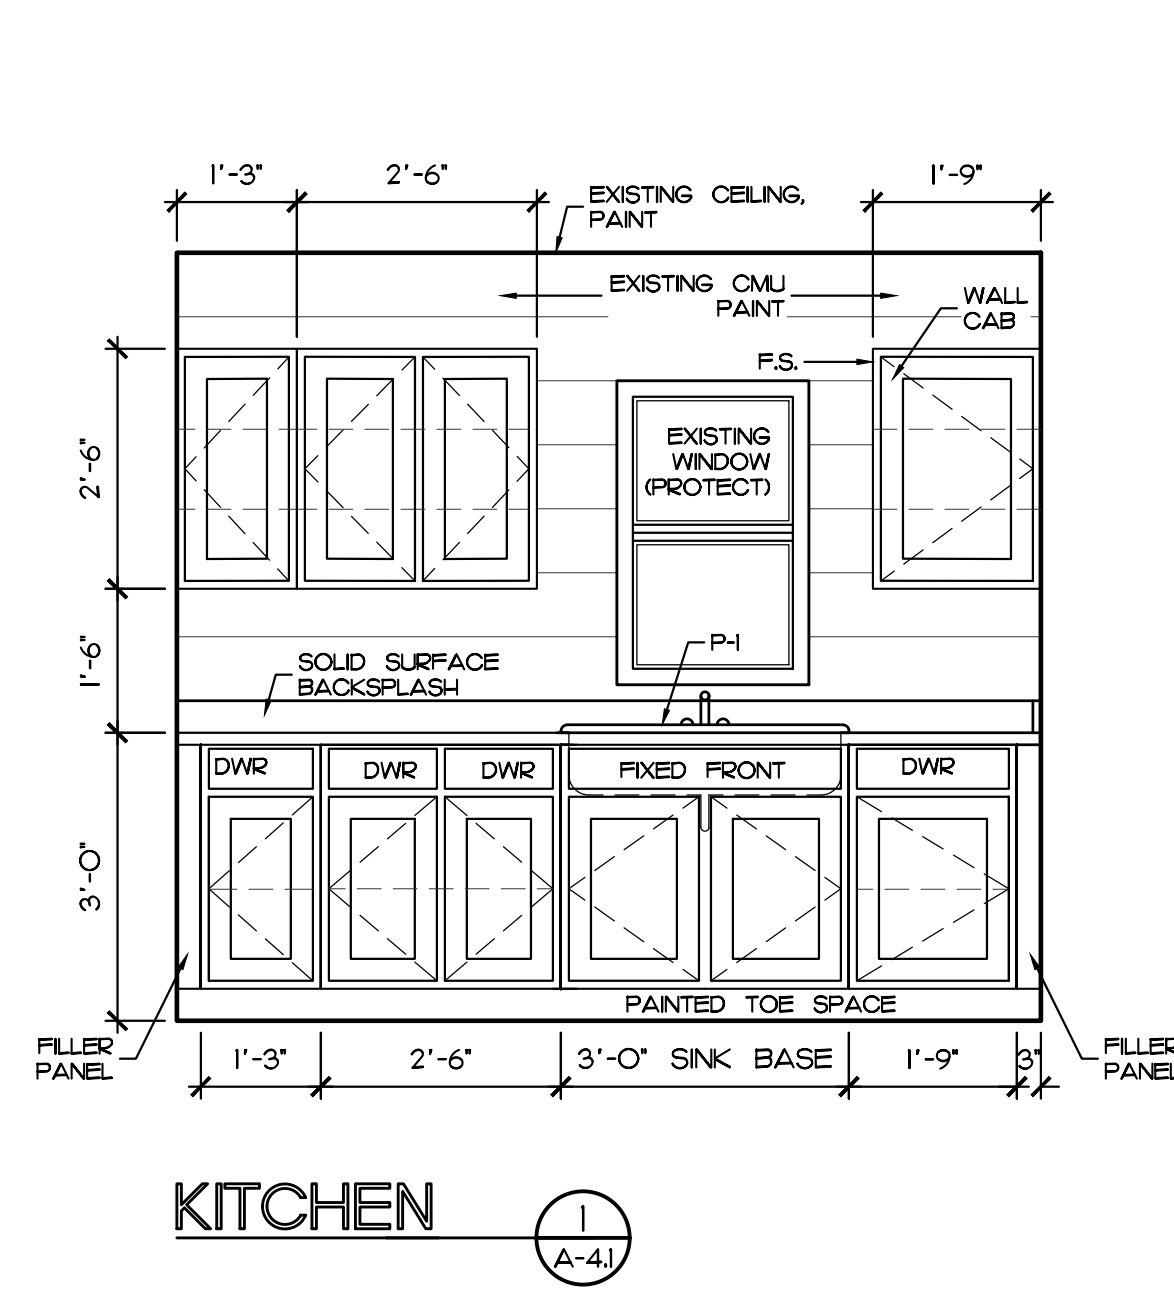 1'-3"
2'-6"
1'-9"
EXISTING CEILING,
PAINT
EXISTING CMU
PAINT
WALL
CAB
F.S.
EXISTING
WINDOW
(PROTECT)
2'-6"
1'-6"
P-1
SOLID SURFACE
BACKSPLASH
DWR
DWR
DWR
FIXED FRONT
DWR
3'-0"
PAINTED TOE SPACE
FILLER
PANEL
1'-3"
2'-6"
3'-0" SINK BASE
1'-9"
3"
FILLER
PANEL
KITCHEN
1
A-4.1